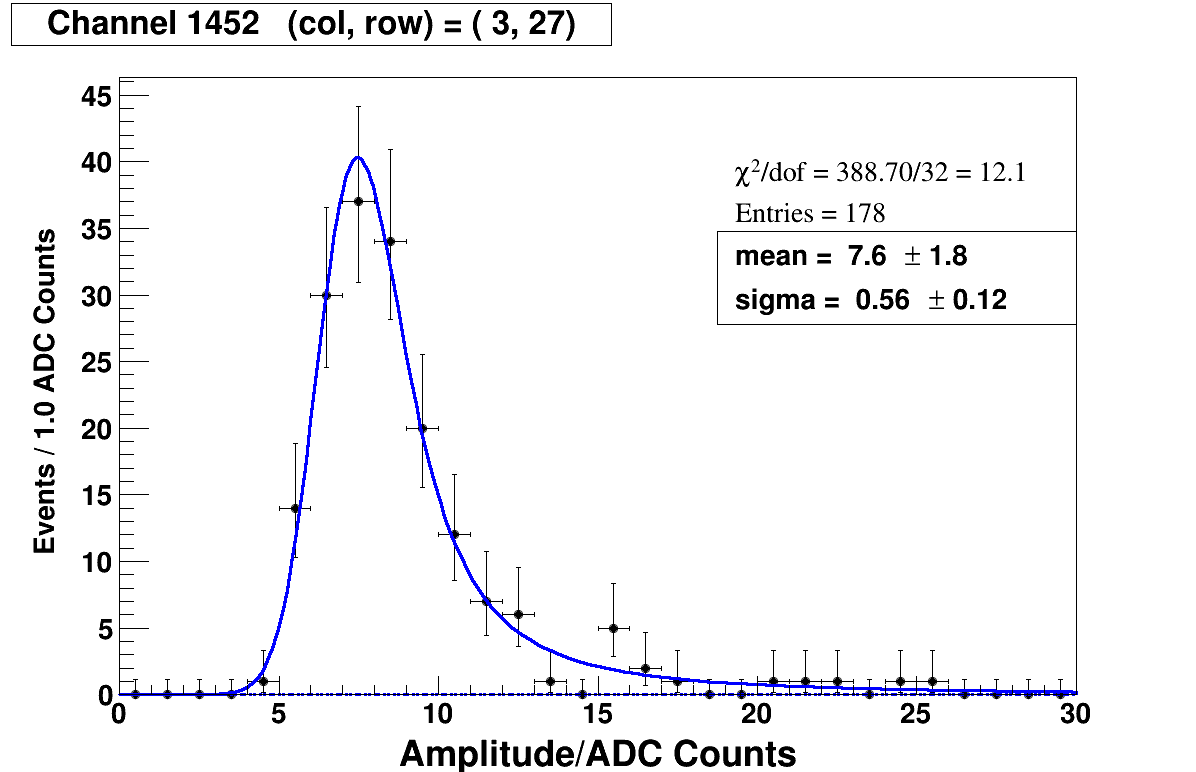 Channel 1452 (col, row) = ( 3, 27)
45
40
35
30
25
20
15
10
5
0
Events / 1.0 ADC Counts
χ²/dof = 388.70/32 = 12.1
Entries = 178
mean = 7.6 ± 1.8
sigma = 0.56 ± 0.12
0 5 10 15 20 25 30
Amplitude/ADC Counts